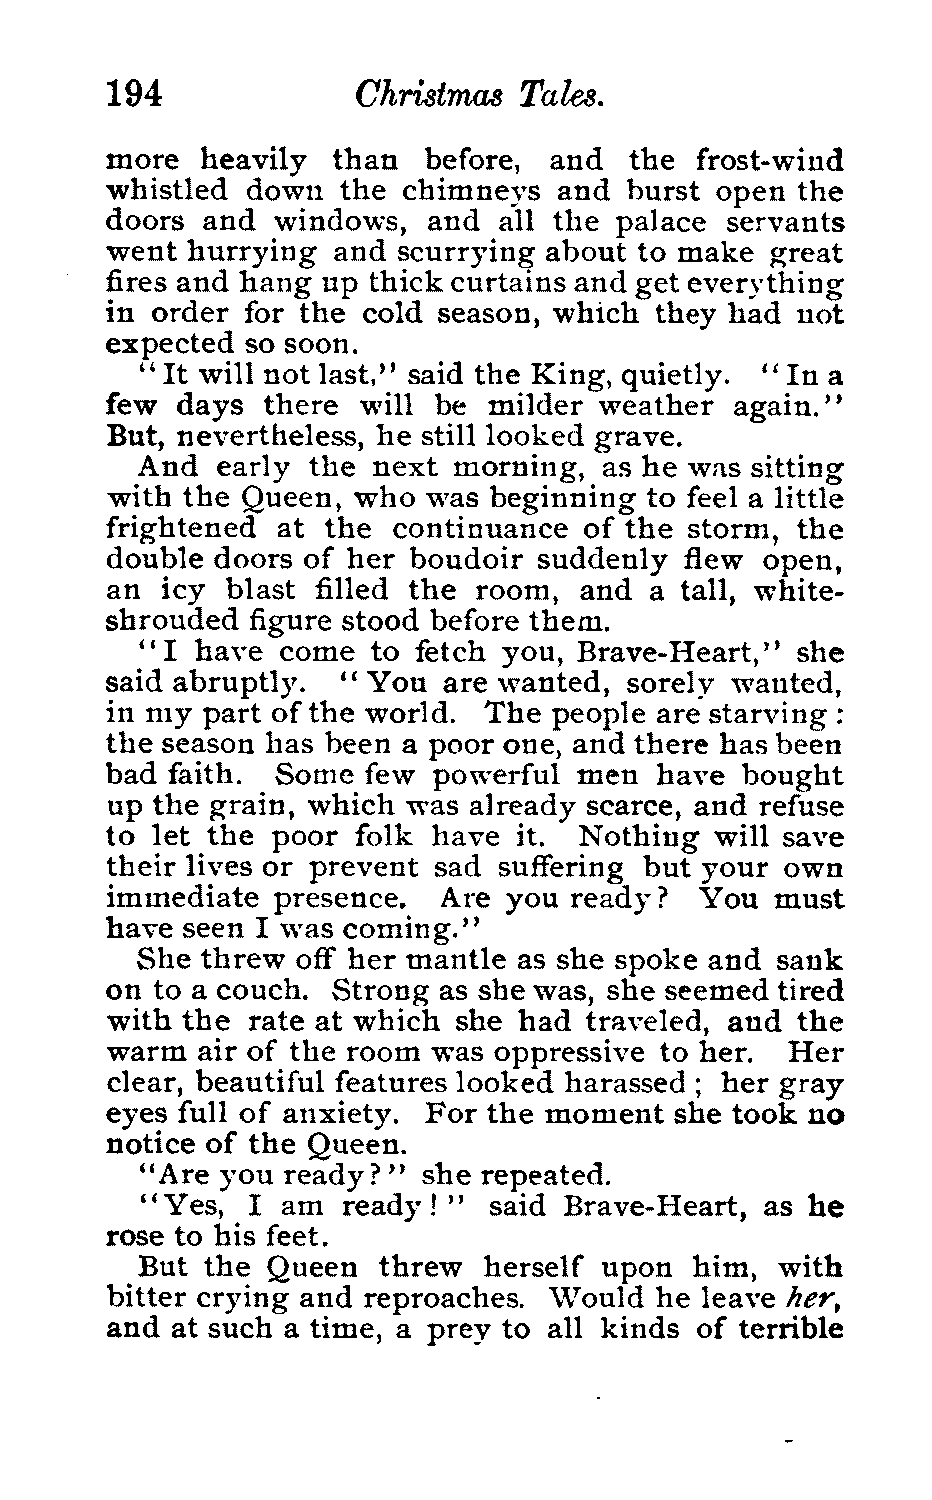 194 Christmas Tales.
more heavily than before, and the frost-wind
whistled down the chimneys and burst open the
doors and windows, and all the palace servants
went hurrying and scurrying about to make great
fires and hang up thick curtains and get everything
in order for the cold season, which they had not
expected so soon.
"It will not last," said the King, quietly. "In a
few days there will be milder weather again."
But, nevertheless, he still looked grave.
And early the next morning, as he was sitting
with the Queen, who was beginning to feel a little
frightened at the continuance of the storm, the
double doors of her boudoir suddenly flew open,
an icy blast filled the room, and a tall, white-
shrouded figure stood before them.
"I have come to fetch you, Brave-Heart," she
said abruptly. "You are wanted, sorely wanted,
in my part of the world. The people are starving:
the season has been a poor one, and there has been
bad faith. Some few powerful men have bought
up the grain, which was already scarce, and refuse
to let the poor folk have it. Nothing will save
their lives or prevent sad suffering but your own
immediate presence. Are you ready? You must
have seen I was coming."
She threw off her mantle as she spoke and sank
on to a couch. Strong as she was, she seemed tired
with the rate at which she had traveled, and the
warm air of the room was oppressive to her. Her
clear, beautiful features looked harassed; her gray
eyes full of anxiety. For the moment she took no
notice of the Queen.
"Are you ready?" she repeated.
"Yes, I am ready!" said Brave-Heart, as he
rose to his feet.
But the Queen threw herself upon him, with
bitter crying and reproaches. Would he leave her,
and at such a time, a prey to all kinds of terrible